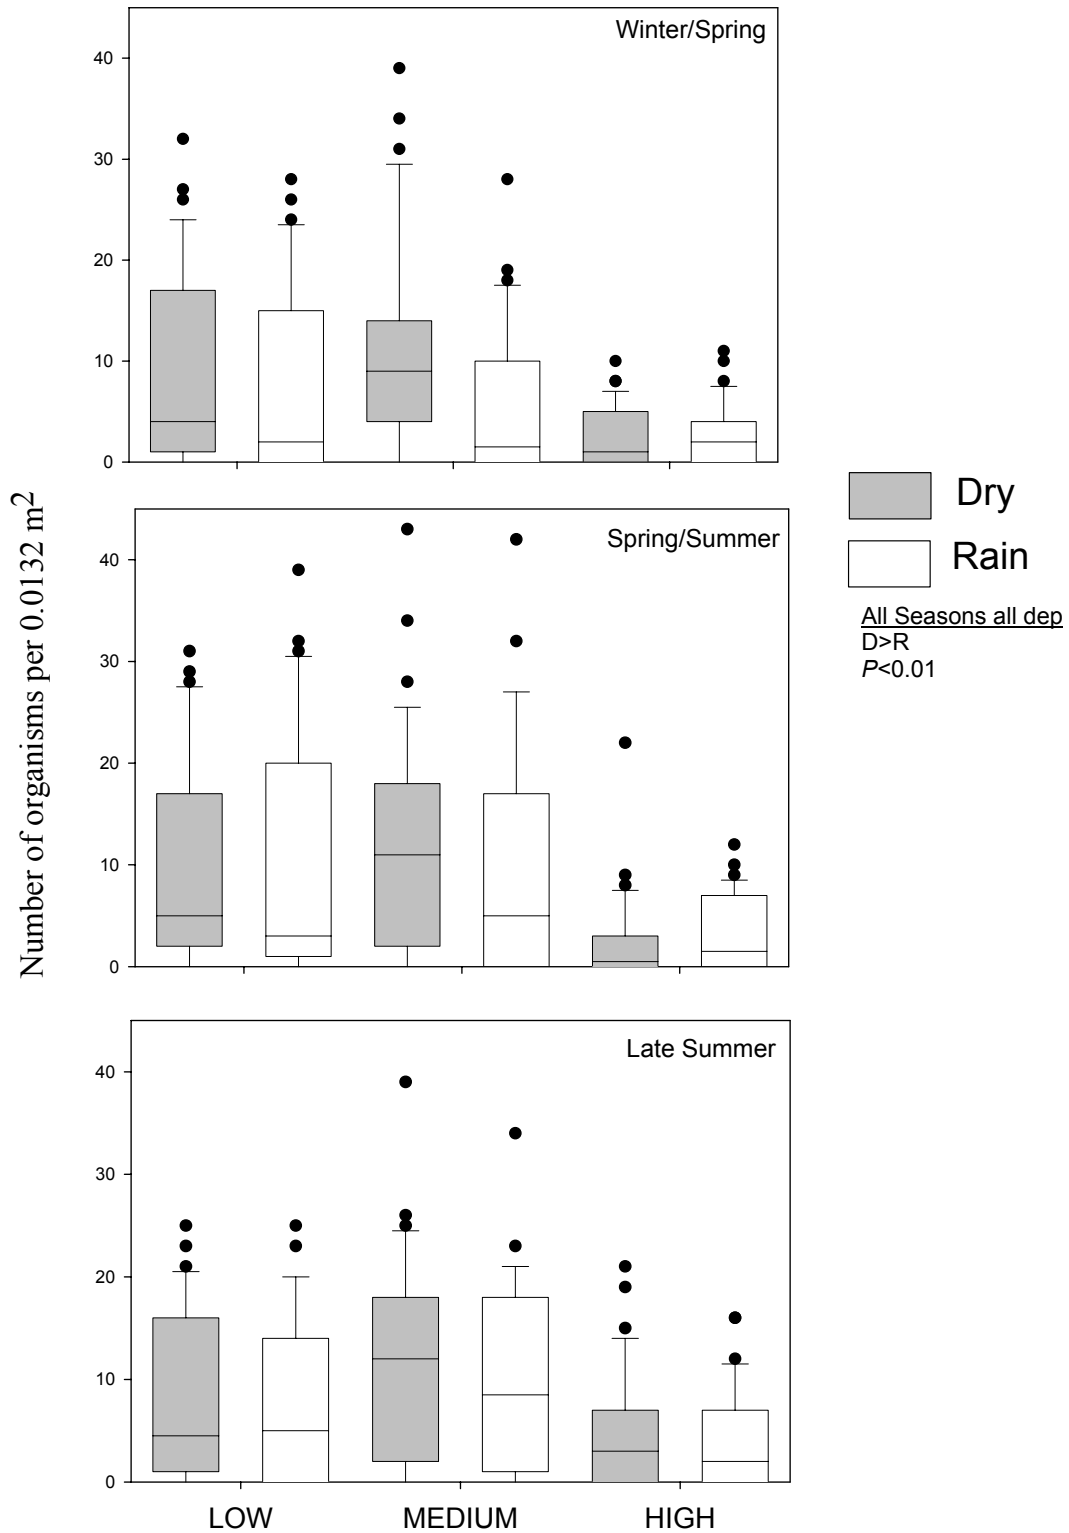 Winter/Spring
40
30
20
10
0
Number of organisms per 0.0132 m²
Spring/Summer
40
30
20
10
0
Dry
Rain
All Seasons all dep
D>R
P<0.01
Late Summer
40
30
20
10
0
LOW MEDIUM HIGH